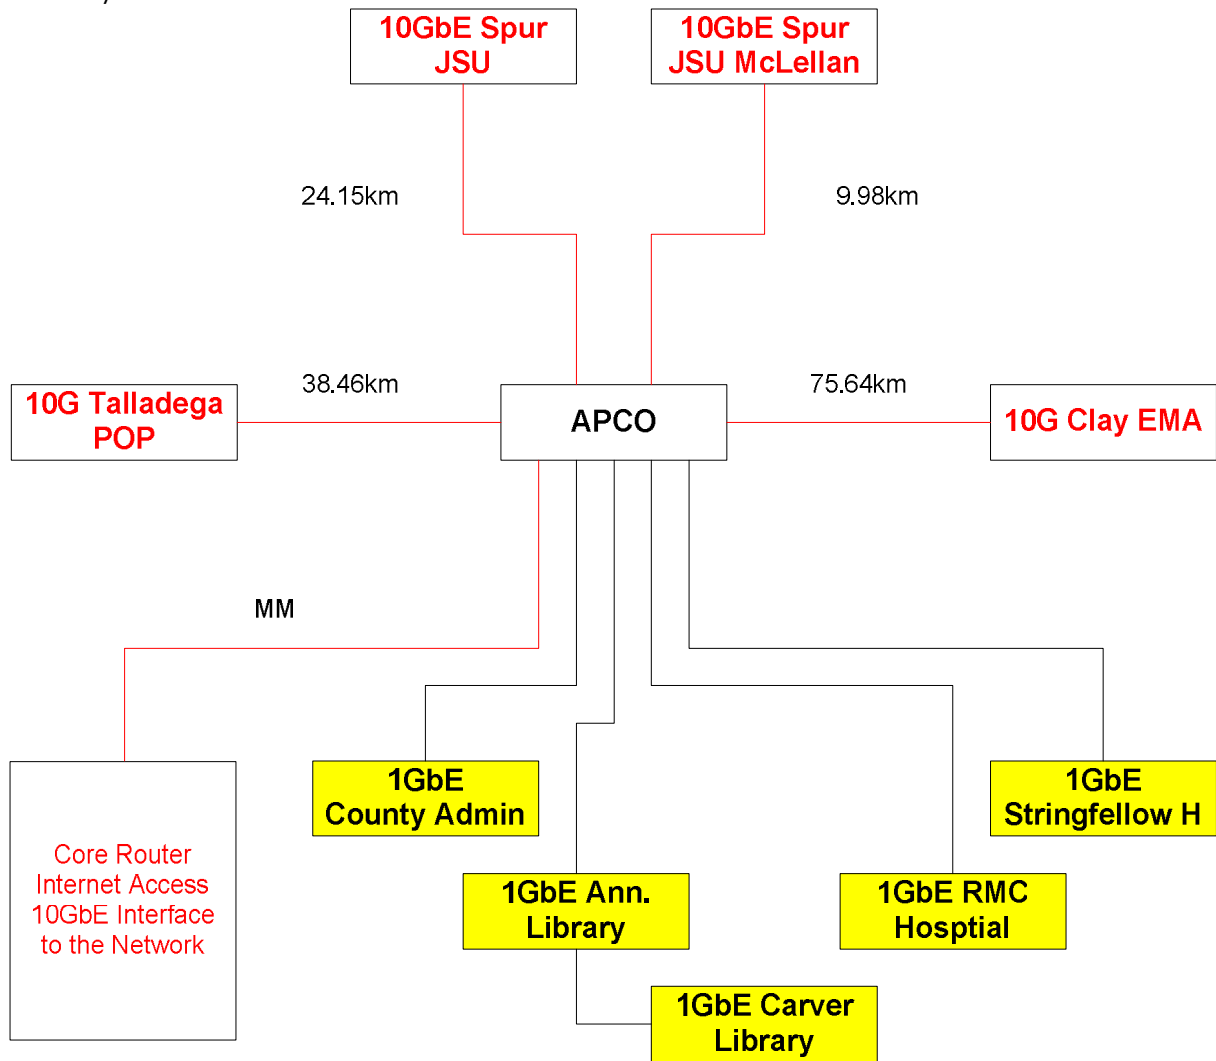 10GbE Spur
JSU
10GbE Spur
JSU McLellan
24.15km
9.98km
38.46km
75.64km
10G Talladega
POP
APCO
10G Clay EMA
MM
1GbE
County Admin
1GbE
Stringfellow H
Core Router
Internet Access
10GbE Interface
to the Network
1GbE Ann.
Library
1GbE RMC
Hosptial
1GbE Carver
Library